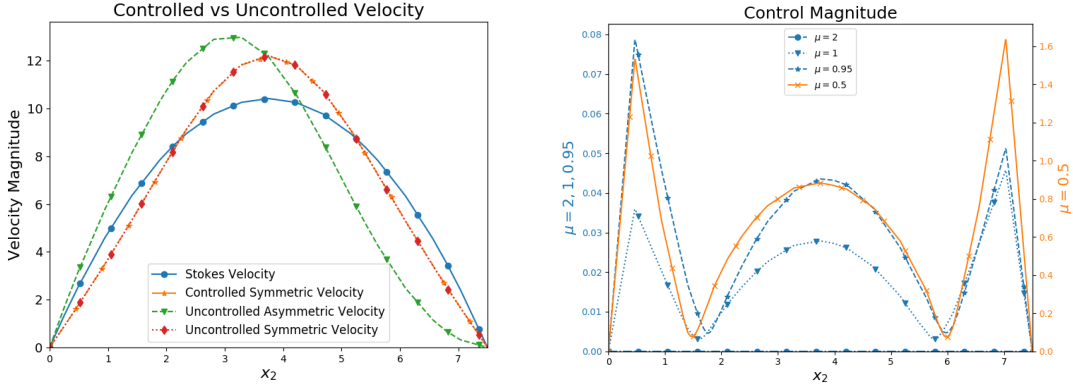 Controlled vs Uncontrolled Velocity
Velocity Magnitude
12
10
8
6
4
2
0
Stokes Velocity
Controlled Symmetric Velocity
Uncontrolled Asymmetric Velocity
Uncontrolled Symmetric Velocity
0 1 2 3 4 5 6 7
x₂
Control Magnitude
μ = 2, 1, 0.95
0.08
0.07
0.06
0.05
0.04
0.03
0.02
0.01
0.00
μ = 2
μ = 1
μ = 0.95
μ = 0.5
1.6
1.4
1.2
1.0
0.8
0.6
0.4
0.2
0.0
μ = 0.5
0 1 2 3 4 5 6 7
x₂